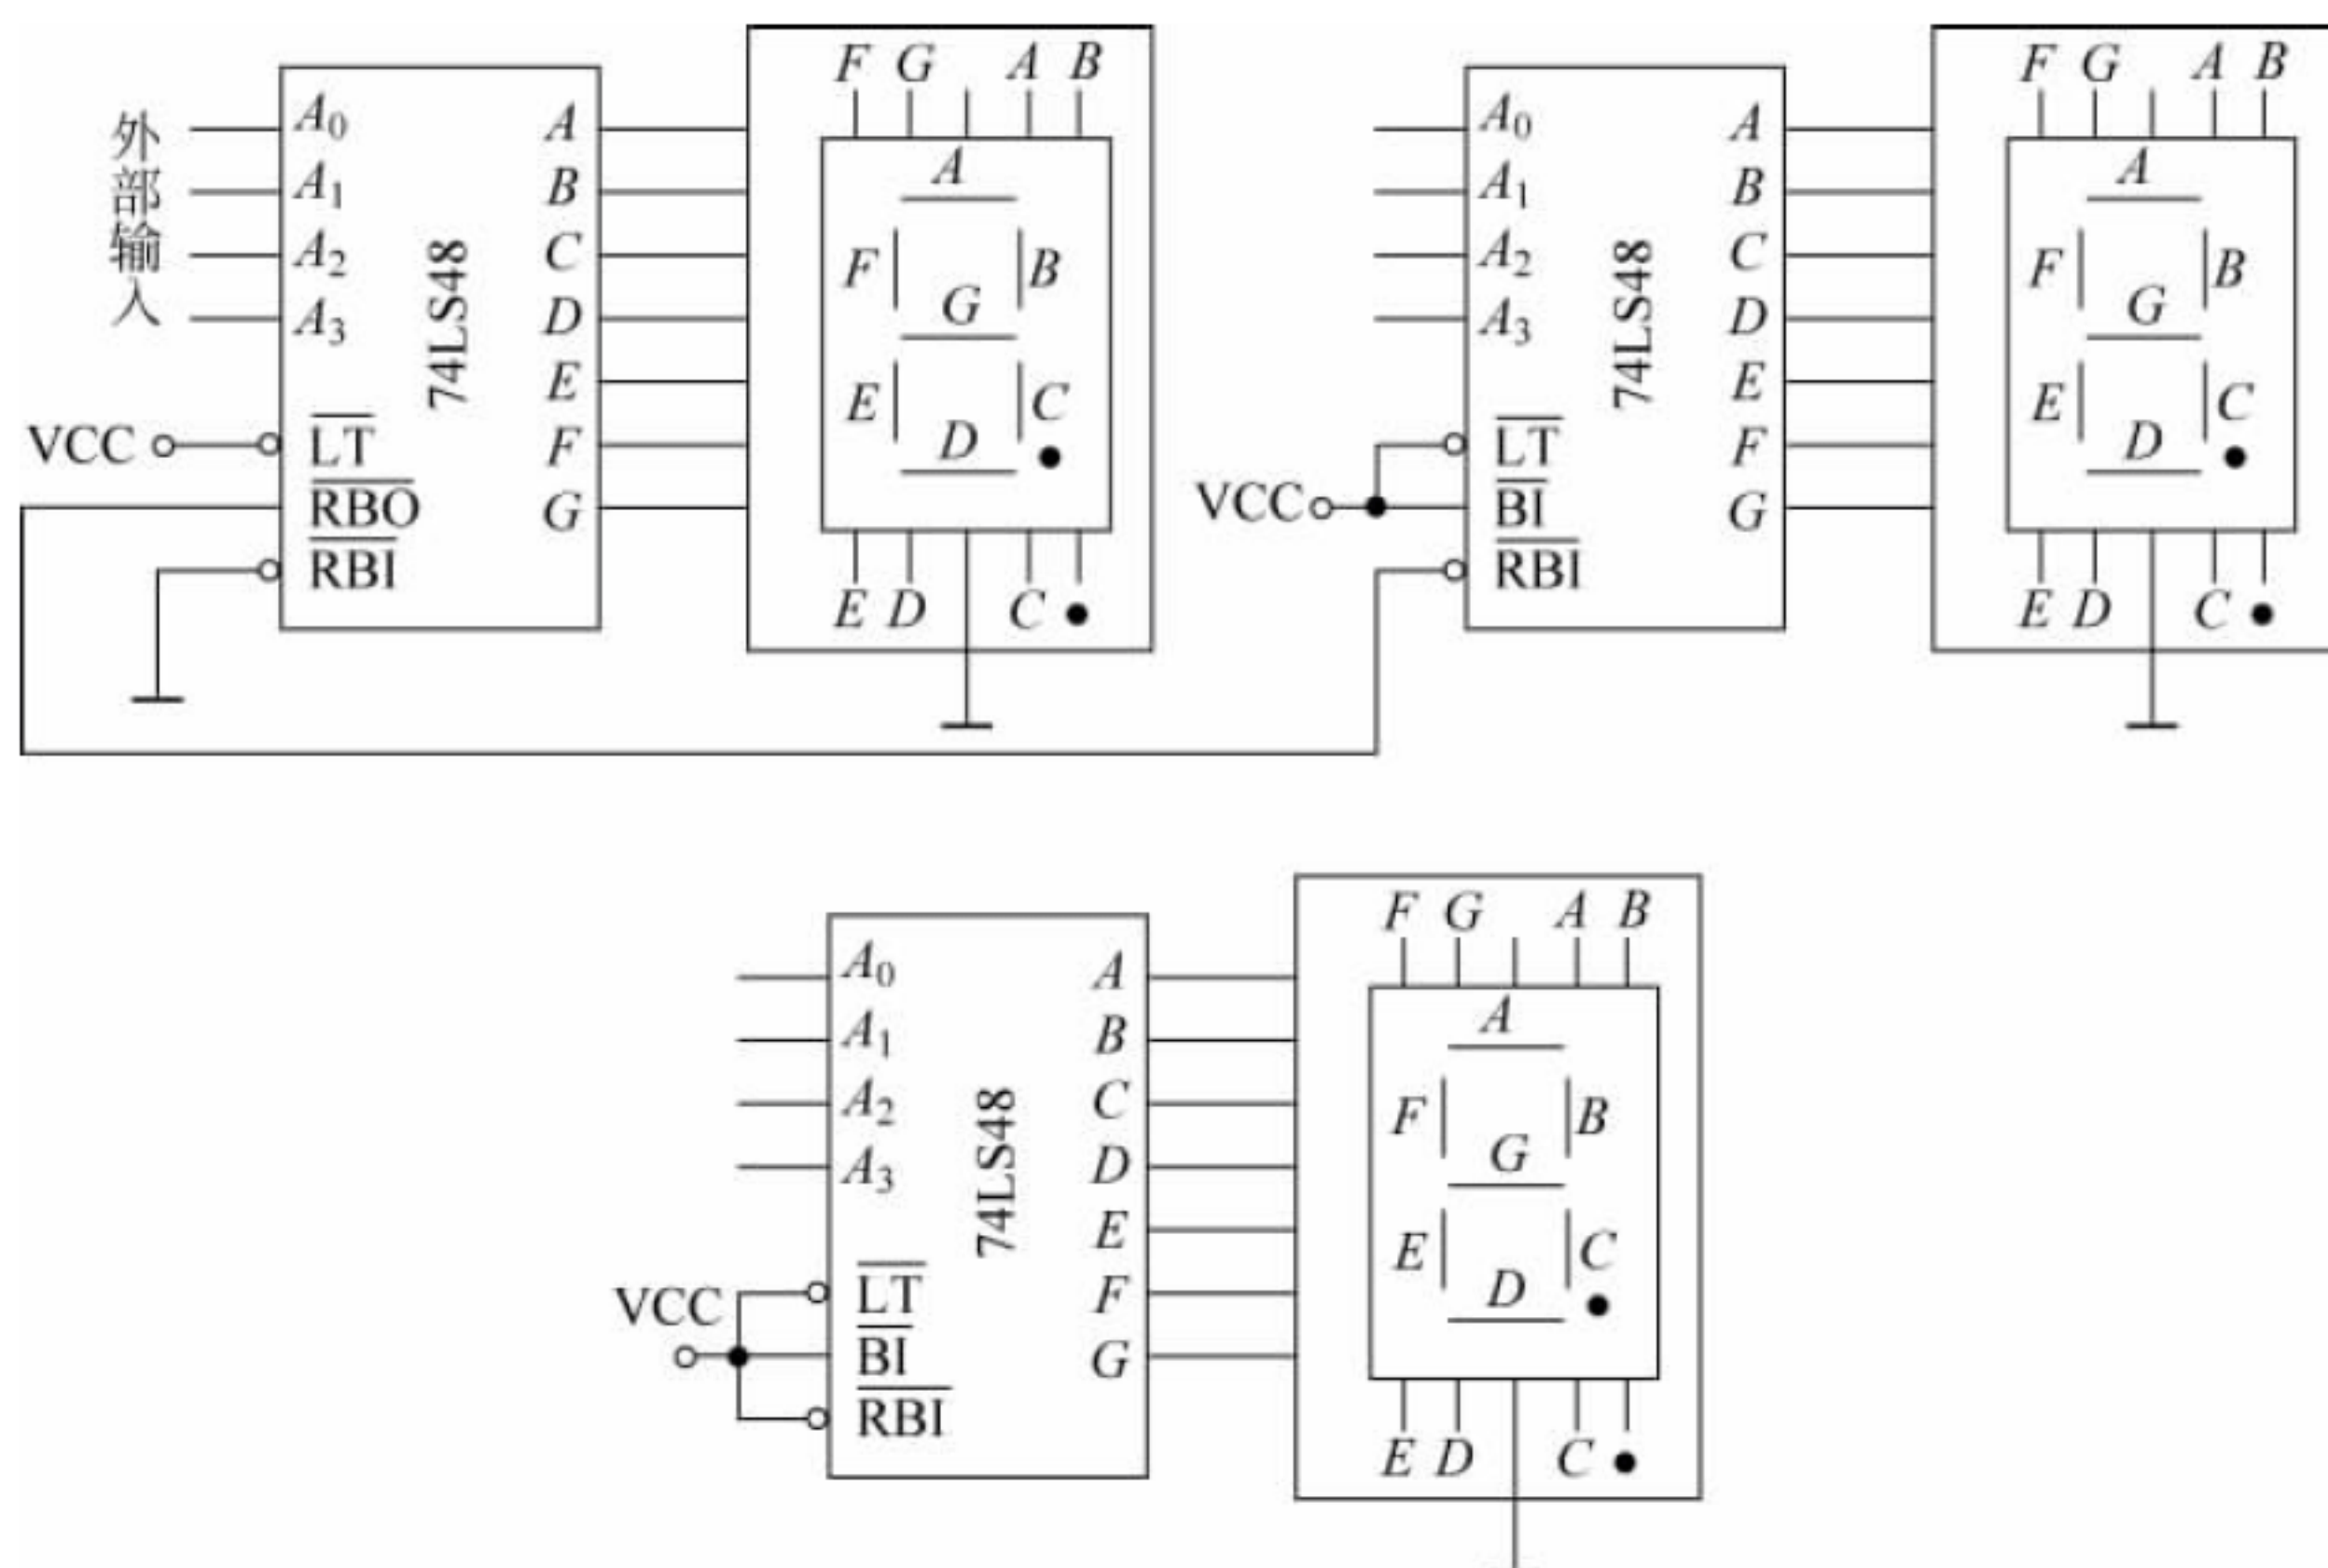 F G A B
外部输入
A0 A
A1 B
A2 C
A3 D
E
VCC LT F
RBO G
RBI
74LS48
A
F B
G
E C
D
E D C
F G A B
A0 A
A1 B
A2 C
A3 D
E
LT F
VCC BI G
RBI
74LS48
A
F B
G
E C
D
E D C
F G A B
A0 A
A1 B
A2 C
A3 D
E
VCC LT F
BI G
RBI
74LS48
A
F B
G
E C
D
E D C